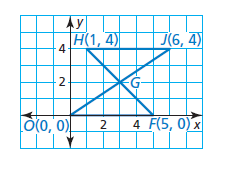 y
H(1, 4) J(6, 4)
4
2 G
O(0, 0) 2 4 F(5, 0) x